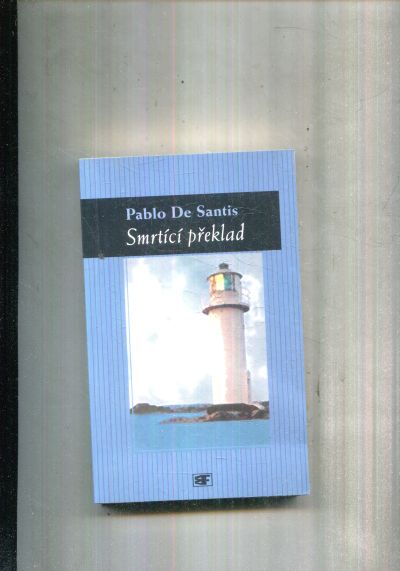 Pablo De Santis
Smrtící překlad